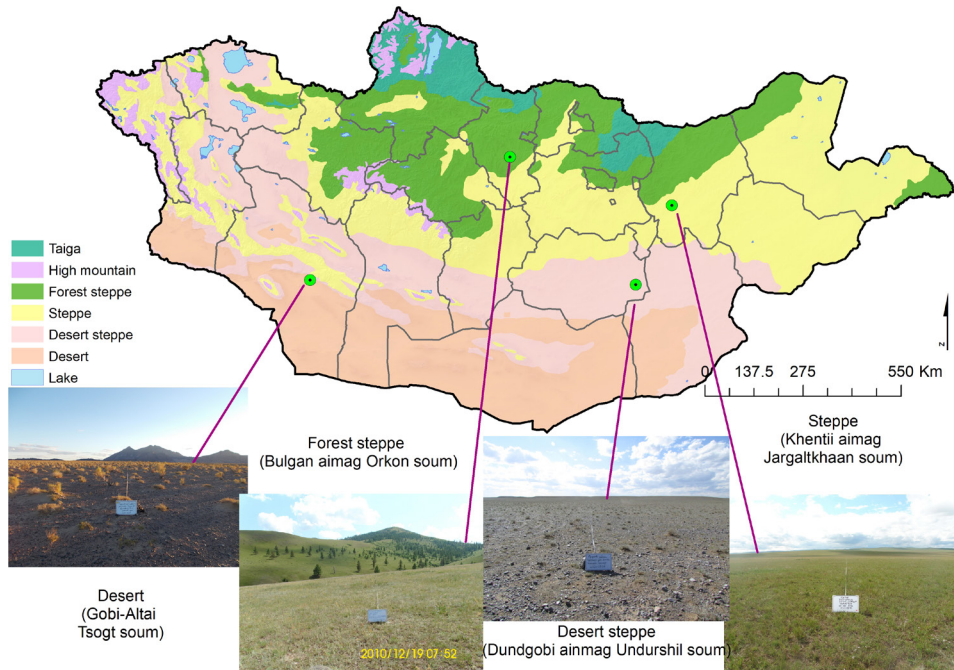 Taiga
High mountain
Forest steppe
Steppe
Desert steppe
Desert
Lake
z
0 137.5 275 550 Km
Forest steppe
(Bulgan aimag Orkon soum)
Steppe
(Khentii aimag
Jargaltkhaan soum)
Desert
(Gobi-Altai
Tsogt soum)
2010/12/19 07:52
Desert steppe
(Dundgobi ainmag Undurshil soum)